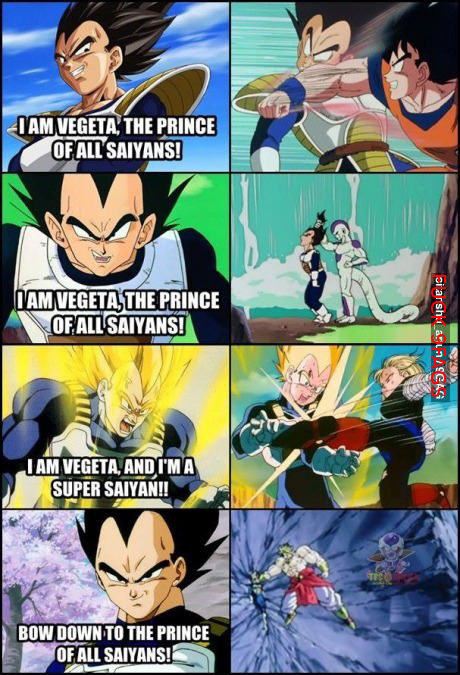 I AM VEGETA, THE PRINCE
OF ALL SAIYANS!
I AM VEGETA, THE PRINCE
OF ALL SAIYANS!
I AM VEGETA, AND I'M A
SUPER SAIYAN!!
BOW DOWN TO THE PRINCE
OF ALL SAIYANS!